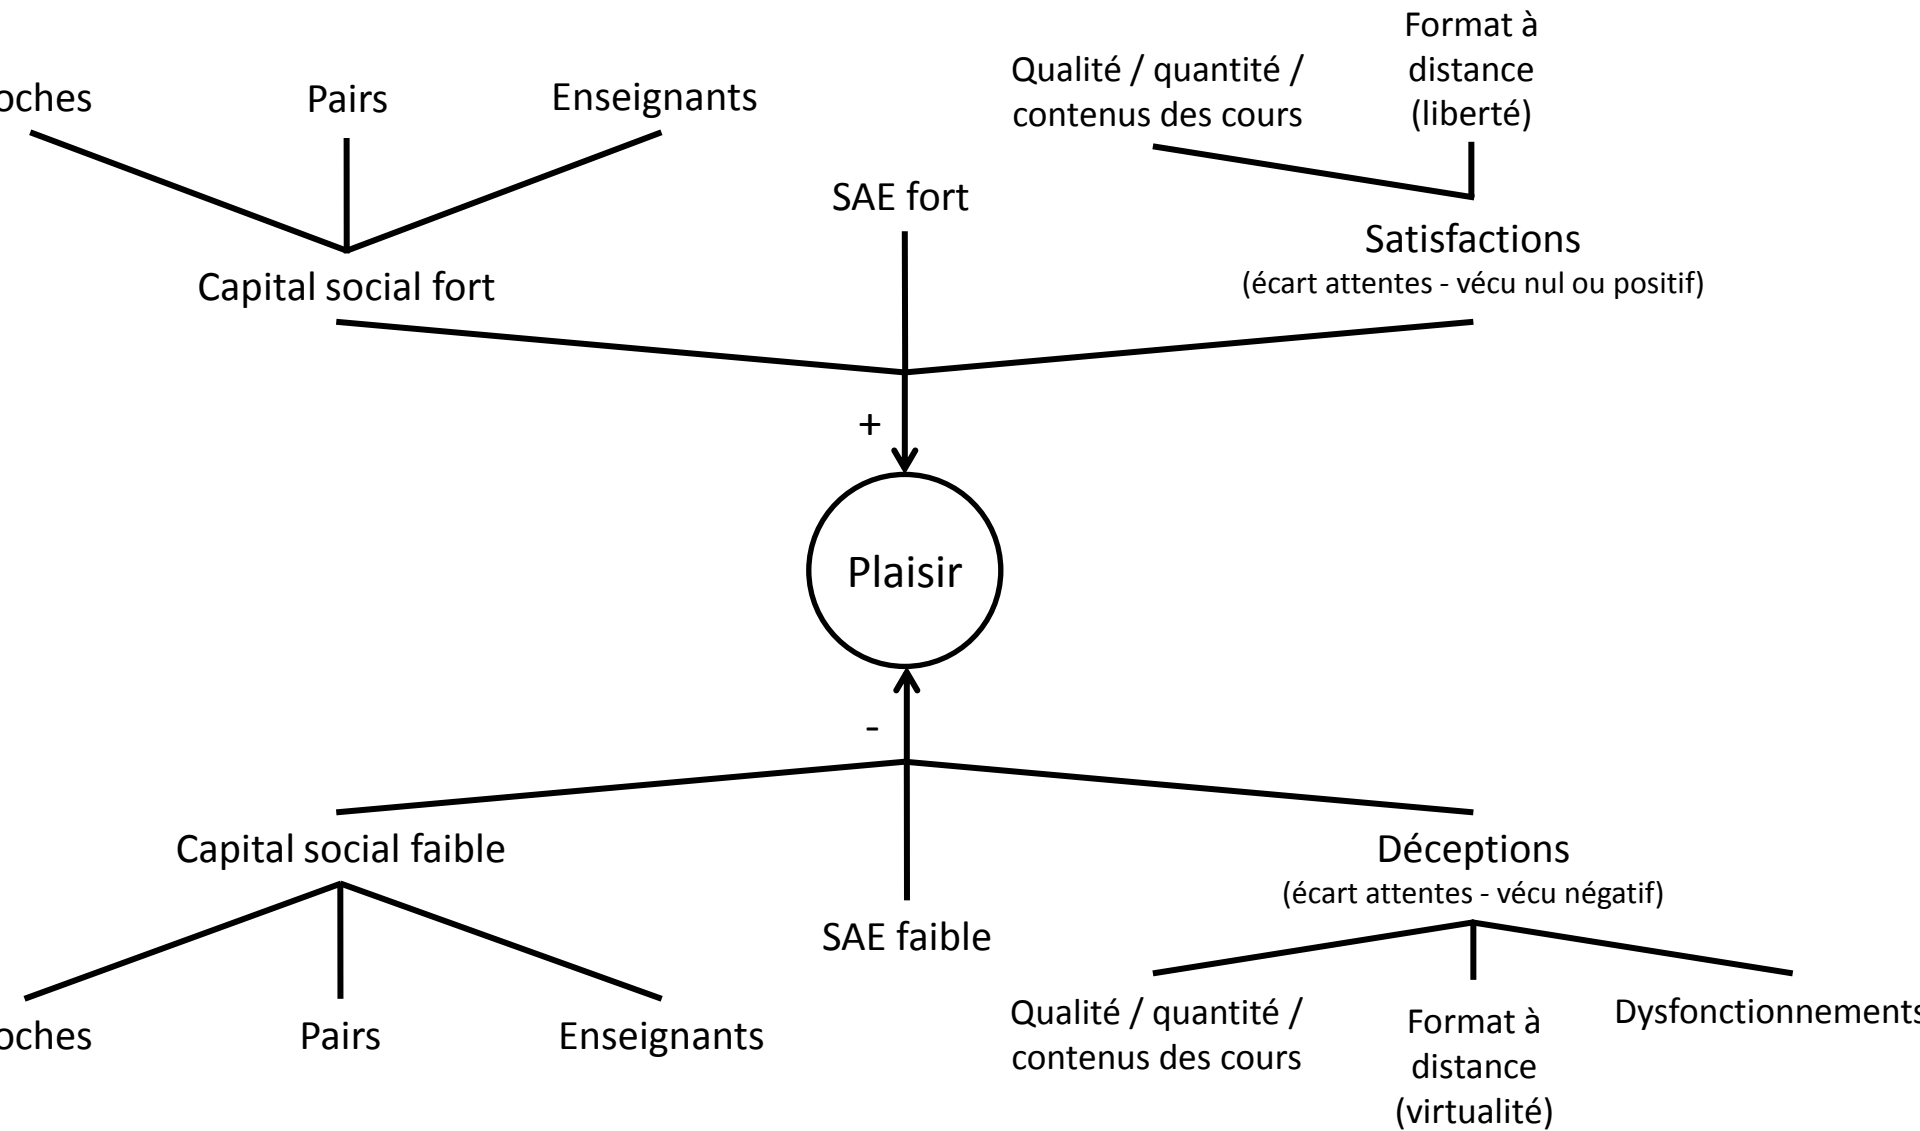 Format à
distance
(liberté)
Qualité / quantité /
contenus des cours
oches
Pairs
Enseignants
SAE fort
Satisfactions
(écart attentes - vécu nul ou positif)
Capital social fort
+
Plaisir
-
Capital social faible
Déceptions
(écart attentes - vécu négatif)
SAE faible
oches
Pairs
Enseignants
Qualité / quantité /
contenus des cours
Format à
distance
(virtualité)
Dysfonctionnements